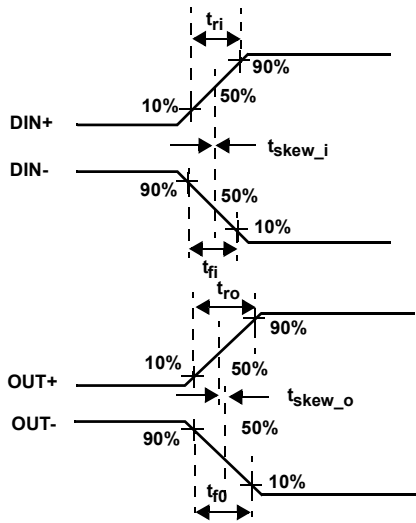 tri
90%
10%
50%
DIN+
tskew_i
DIN-
90%
50%
10%
tfi
tro
90%
10%
50%
OUT+
tskew_o
OUT-
50%
90%
10%
tf0